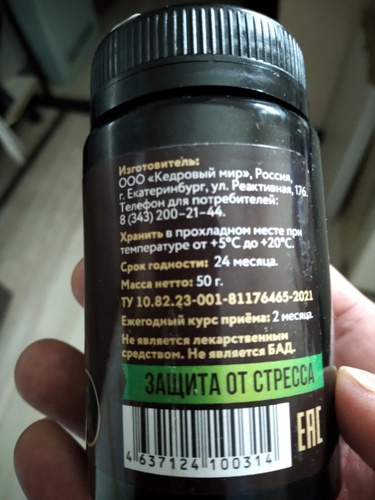 Изготовитель:
ООО «Кедровый мир», Россия,
г. Екатеринбург, ул. Реактивная, 176.
Телефон для потребителей:
8 (343) 200-21-44.
Хранить в прохладном месте при
температуре от +5°С до +20°С.
Срок годности: 24 месяца.
Масса нетто: 50 г.
ТУ 10.82.23-001-81176465-2021
Ежегодный курс приёма: 2 месяца.
Не является лекарственным
средством. Не является БАД.
ЗАЩИТА ОТ СТРЕССА
EAC
4 637124 100314